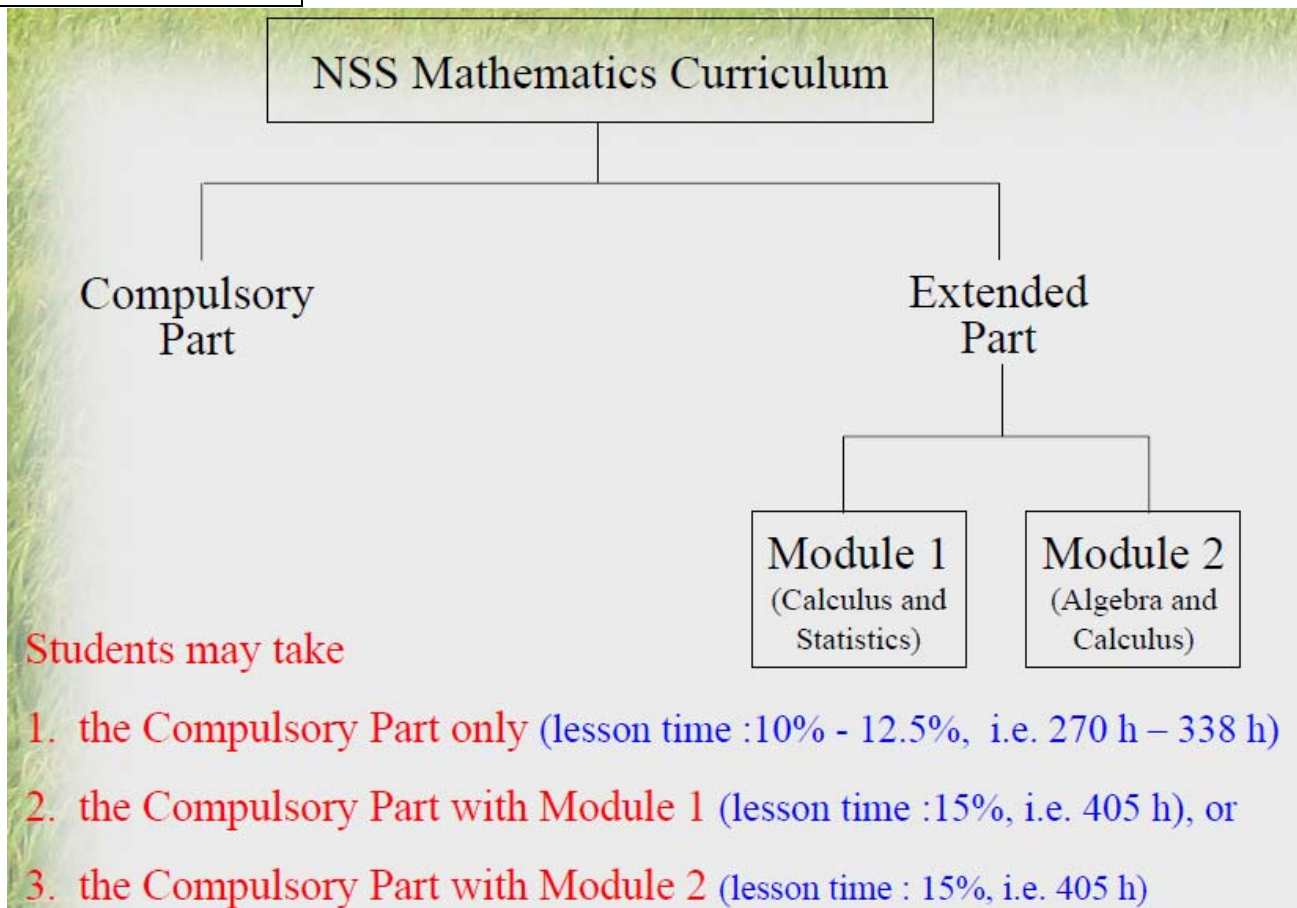 NSS Mathematics Curriculum
Compulsory
Part
Extended
Part
Module 1
(Calculus and
Statistics)
Module 2
(Algebra and
Calculus)
Students may take
1. the Compulsory Part only (lesson time :10% - 12.5%, i.e. 270 h – 338 h)
2. the Compulsory Part with Module 1 (lesson time :15%, i.e. 405 h), or
3. the Compulsory Part with Module 2 (lesson time : 15%, i.e. 405 h)